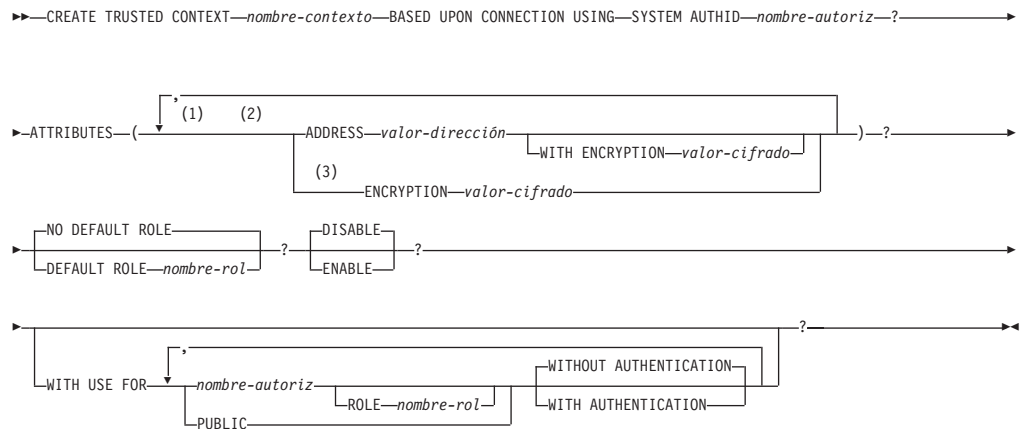 CREATE TRUSTED CONTEXT nombre-contexto BASED UPON CONNECTION USING SYSTEM AUTHID nombre-autoriz ?
,
(1) (2)
ATTRIBUTES ( ADDRESS valor-dirección ) ?
WITH ENCRYPTION valor-cifrado
(3)
ENCRYPTION valor-cifrado
NO DEFAULT ROLE ? DISABLE ?
DEFAULT ROLE nombre-rol ENABLE
?
,
WITH USE FOR nombre-autoriz WITHOUT AUTHENTICATION
ROLE nombre-rol WITH AUTHENTICATION
PUBLIC